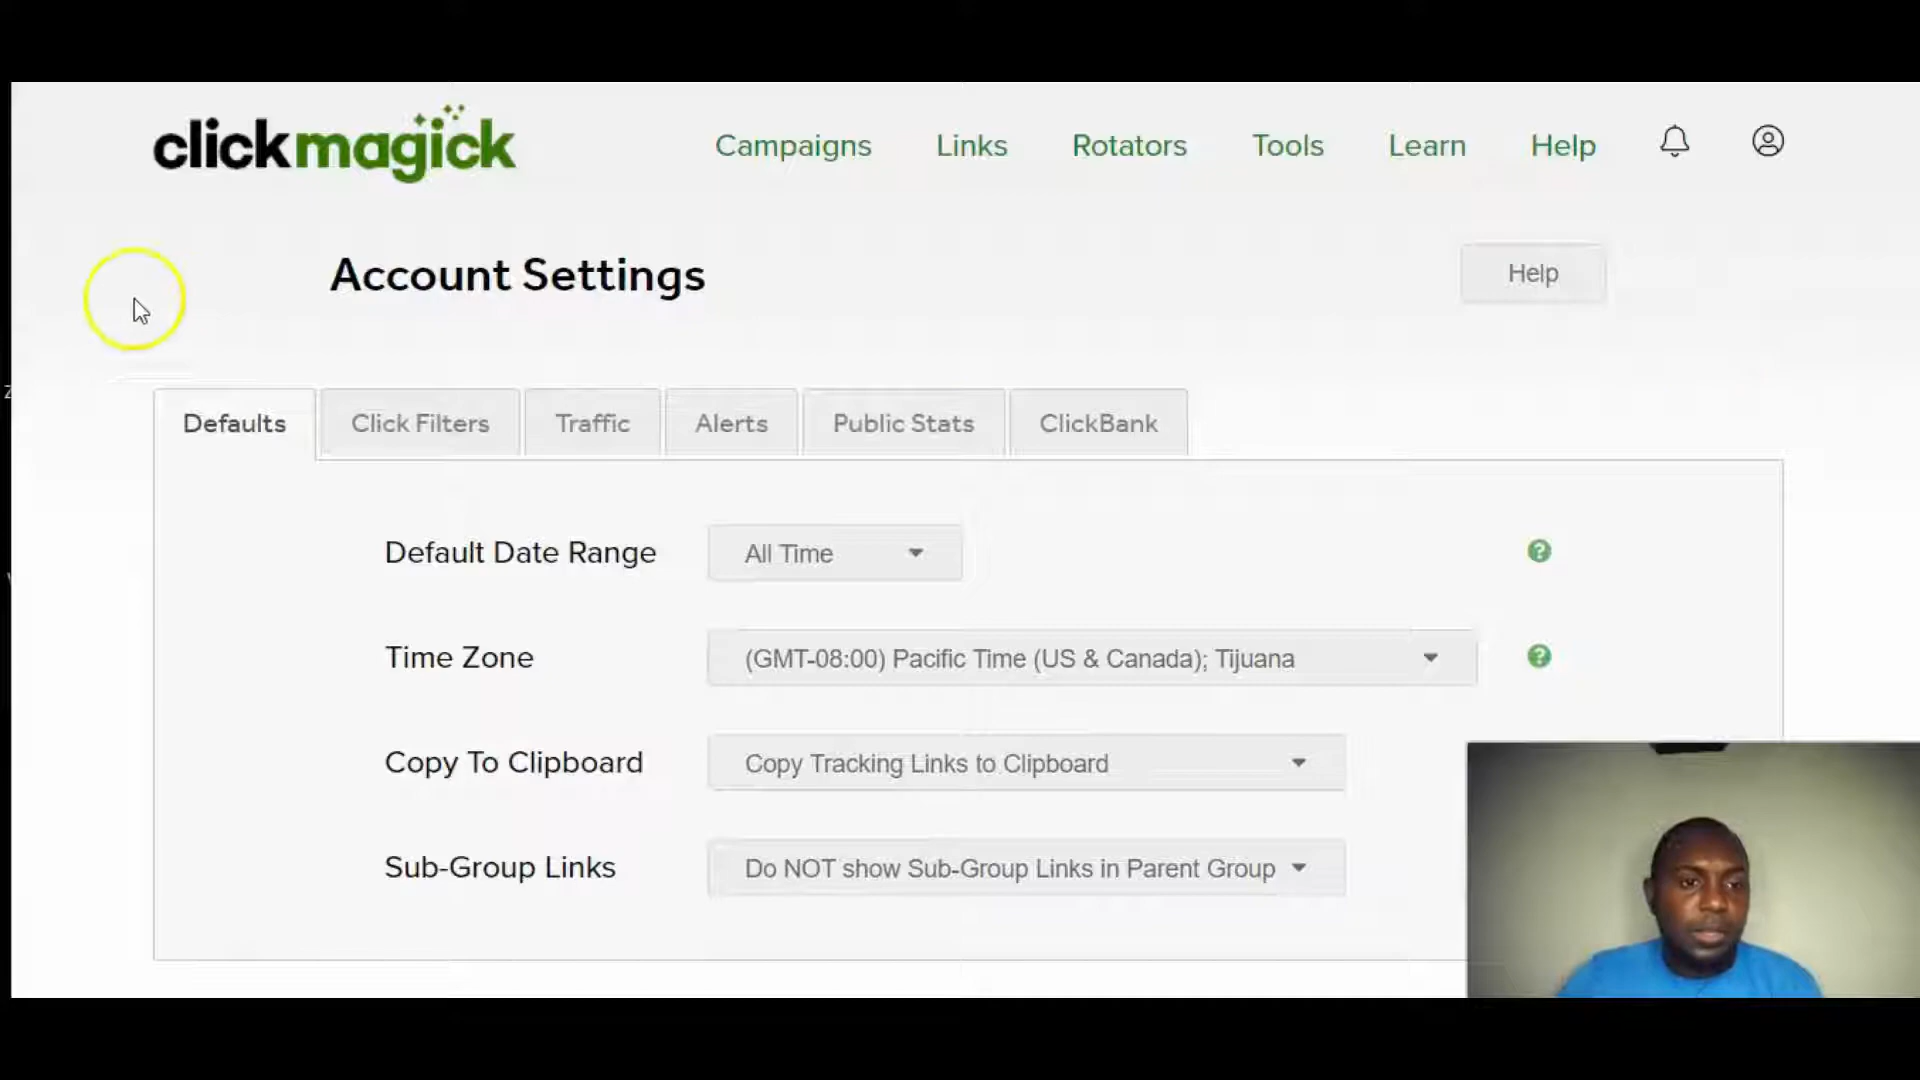 clickmagick
Campaigns Links Rotators Tools Learn Help
Account Settings
Help
Defaults Click Filters Traffic Alerts Public Stats ClickBank
Default Date Range All Time ?
Time Zone (GMT-08:00) Pacific Time (US & Canada); Tijuana ?
Copy To Clipboard Copy Tracking Links to Clipboard
Sub-Group Links Do NOT show Sub-Group Links in Parent Group